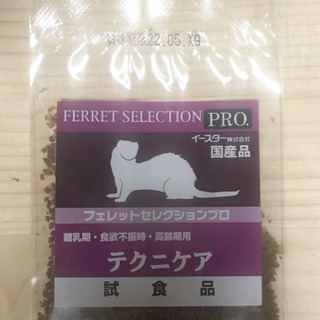 賞味期限22.05.X9
FERRET SELECTION PRO.
イースター株式会社
国産品
フェレットセレクションプロ
離乳期・食欲不振時・高齢期用
テクニケア
試食品